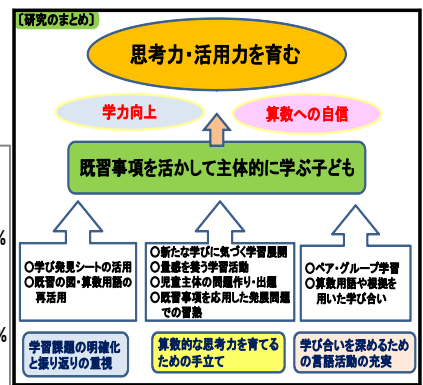 ［研究のまとめ］
思考力・活用力を育む
学力向上
算数への自信
既習事項を活かして主体的に学ぶ子ども
%
%
○学び発見シートの活用
○既習の図・算数用語の
再活用
○新たな学びに気づく学習展開
○量感を養う学習活動
○児童主体の問題作り・出題
○既習事項を応用した発展問題
での習熟
○ペア・グループ学習
○算数用語や根拠を
用いた学び合い
学習課題の明確化
と振り返りの重視
算数的な思考力を育てる
ための手立て
学び合いを深めるため
の言語活動の充実